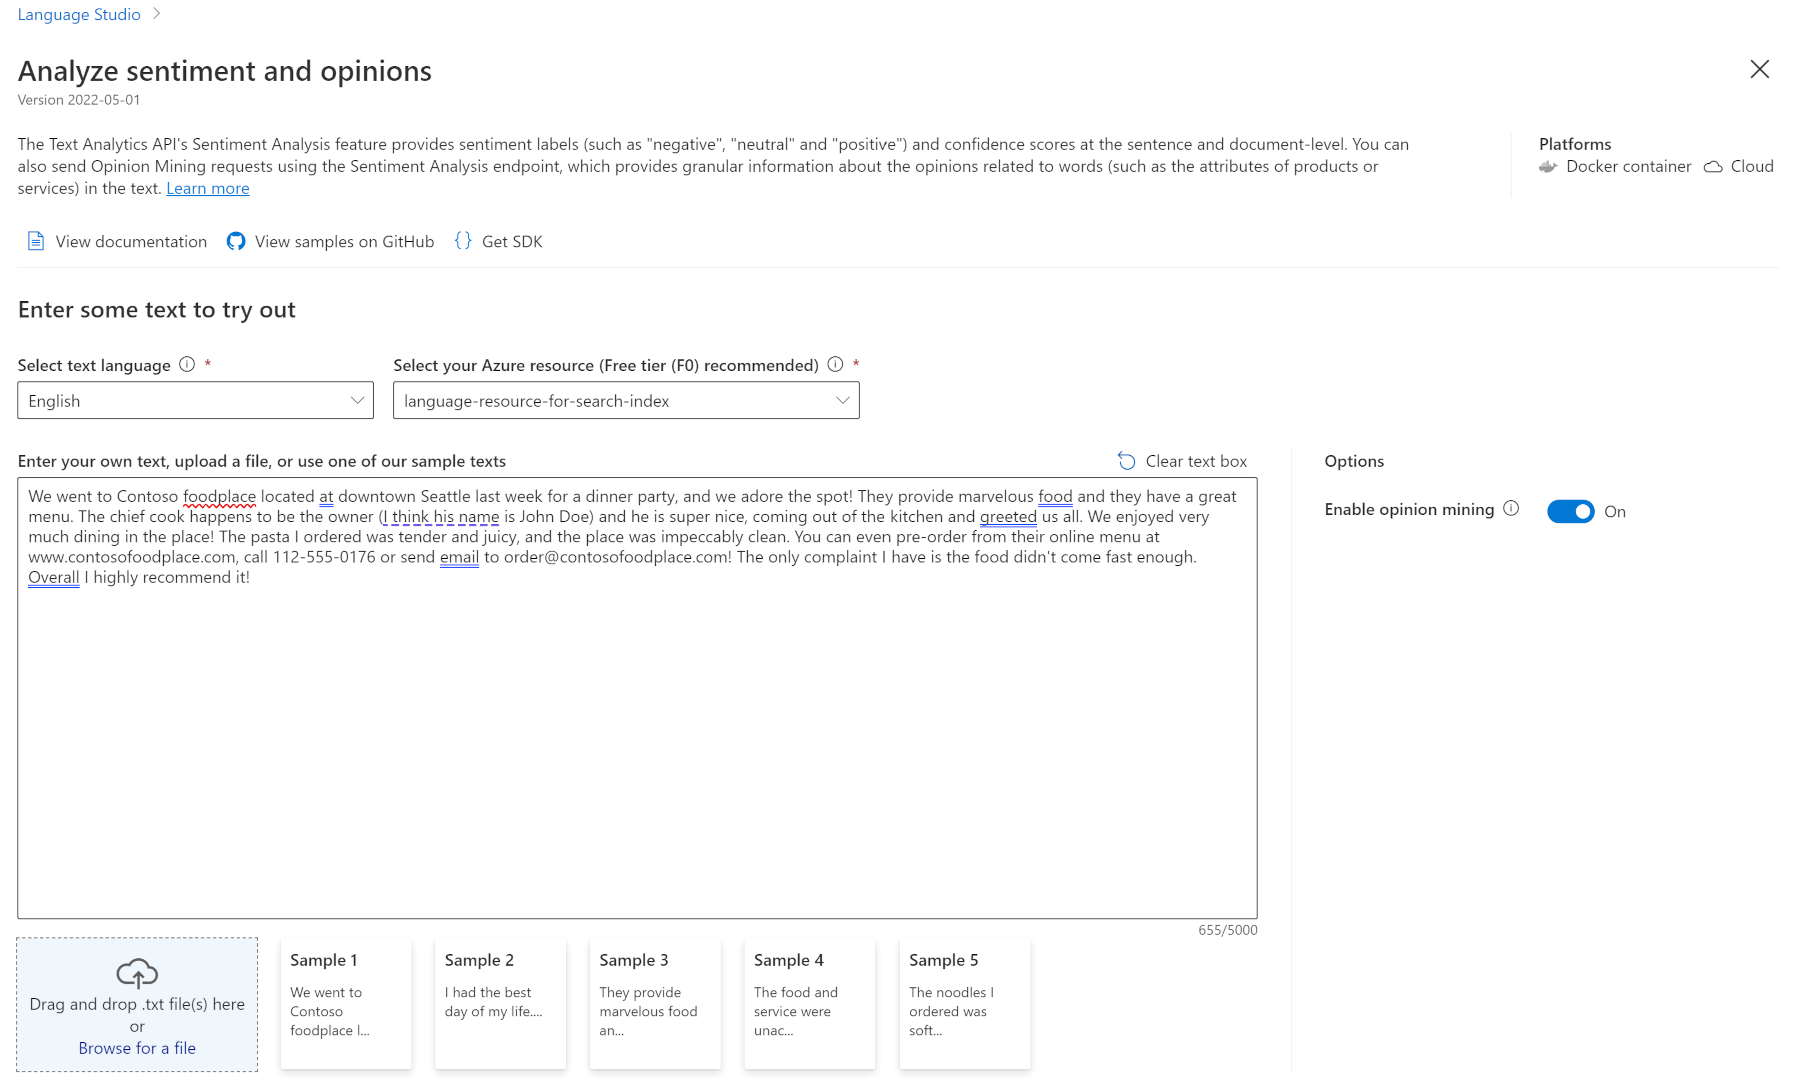 Language Studio
Analyze sentiment and opinions
Version 2022-05-01
The Text Analytics API's Sentiment Analysis feature provides sentiment labels (such as "negative", "neutral" and "positive") and confidence scores at the sentence and document-level. You can
also send Opinion Mining requests using the Sentiment Analysis endpoint, which provides granular information about the opinions related to words (such as the attributes of products or
services) in the text. Learn more
Platforms
Docker container Cloud
View documentation View samples on GitHub Get SDK
Enter some text to try out
Select text language * Select your Azure resource (Free tier (F0) recommended) *
English language-resource-for-search-index
Enter your own text, upload a file, or use one of our sample texts Clear text box
We went to Contoso foodplace located at downtown Seattle last week for a dinner party, and we adore the spot! They provide marvelous food and they have a great
menu. The chief cook happens to be the owner (I think his name is John Doe) and he is super nice, coming out of the kitchen and greeted us all. We enjoyed very
much dining in the place! The pasta I ordered was tender and juicy, and the place was impeccably clean. You can even pre-order from their online menu at
www.contosofoodplace.com, call 112-555-0176 or send email to order@contosofoodplace.com! The only complaint I have is the food didn't come fast enough.
Overall I highly recommend it!
655/5000
Options
Enable opinion mining On
Drag and drop .txt file(s) here
or
Browse for a file
Sample 1
We went to
Contoso
foodplace l...
Sample 2
I had the best
day of my life....
Sample 3
They provide
marvelous food
an...
Sample 4
The food and
service were
unac...
Sample 5
The noodles I
ordered was
soft...